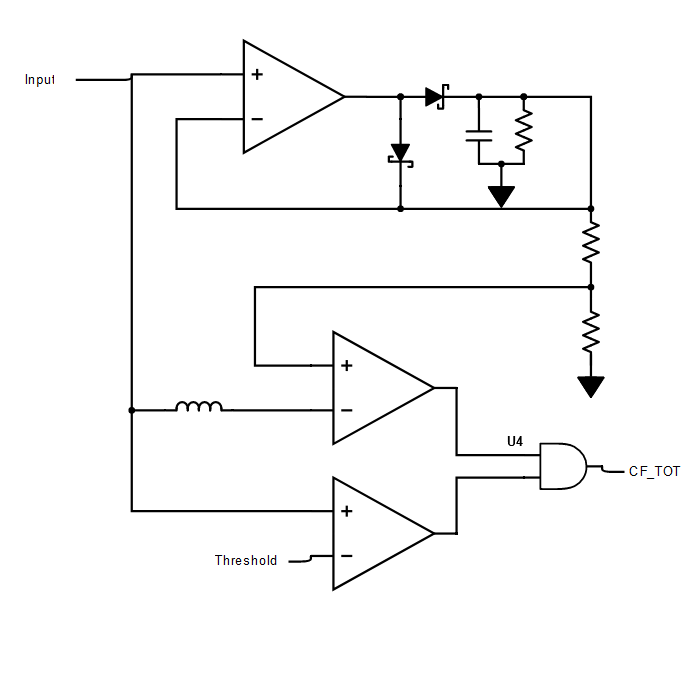 Input
+
−
+
−
U4
CF_TOT
+
Threshold
−